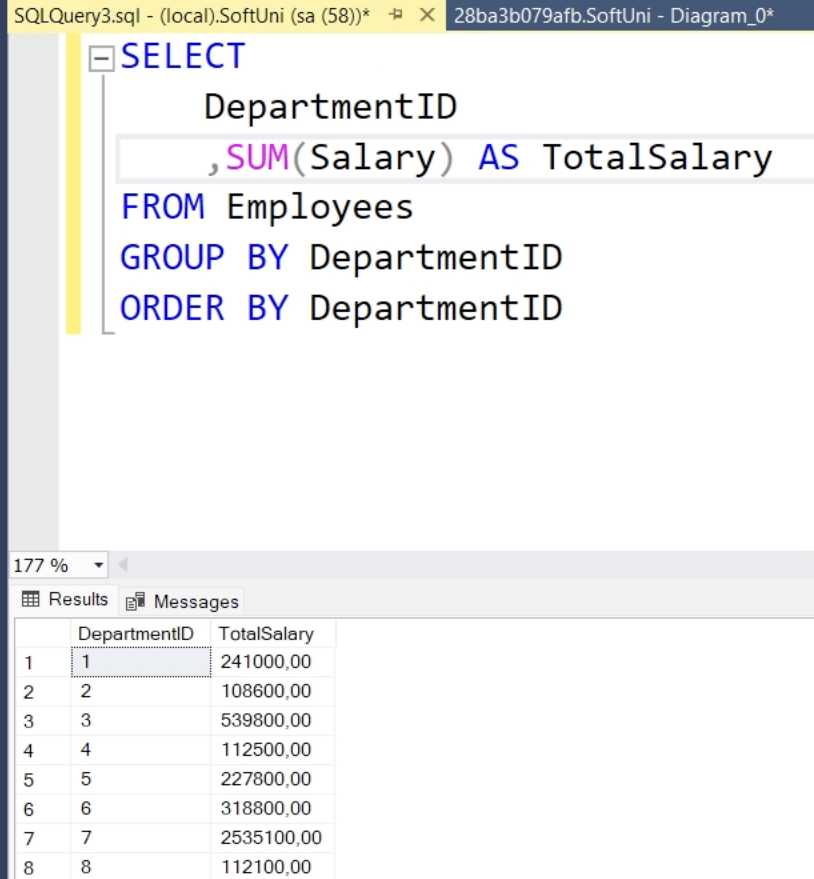 SQLQuery3.sql - (local).SoftUni (sa (58))* 28ba3b079afb.SoftUni - Diagram_0*
SELECT
DepartmentID
,SUM(Salary) AS TotalSalary
FROM Employees
GROUP BY DepartmentID
ORDER BY DepartmentID
177 %
Results Messages
DepartmentID TotalSalary
1 1 241000,00
2 2 108600,00
3 3 539800,00
4 4 112500,00
5 5 227800,00
6 6 318800,00
7 7 2535100,00
8 8 112100,00